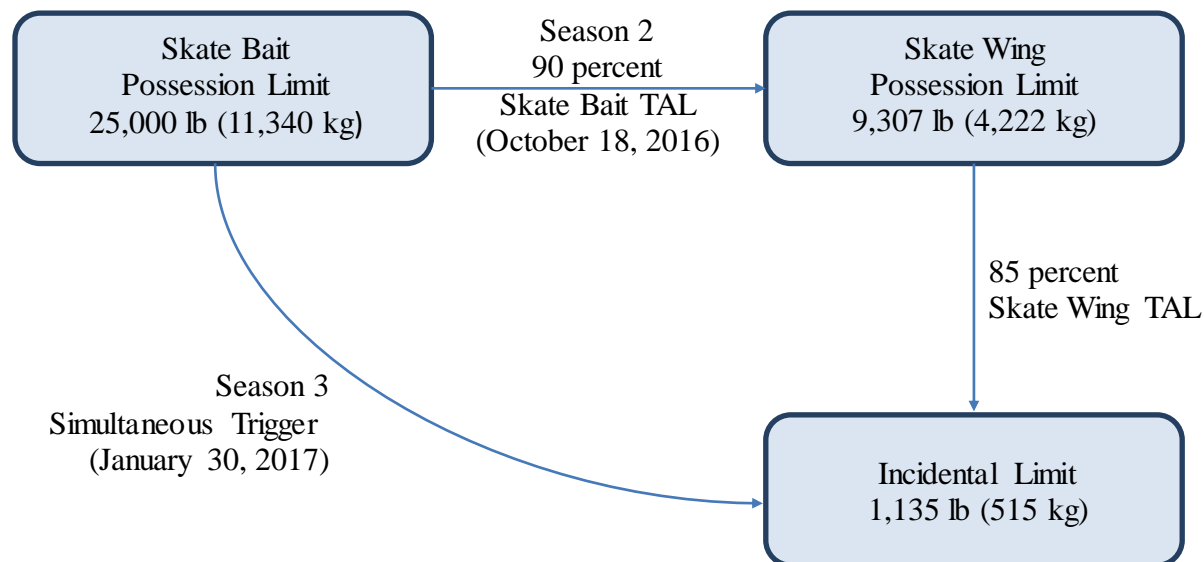 Skate Bait
Possession Limit
25,000 lb (11,340 kg)
Season 2
90 percent
Skate Bait TAL
(October 18, 2016)
Skate Wing
Possession Limit
9,307 lb (4,222 kg)
85 percent
Skate Wing TAL
Season 3
Simultaneous Trigger
(January 30, 2017)
Incidental Limit
1,135 lb (515 kg)